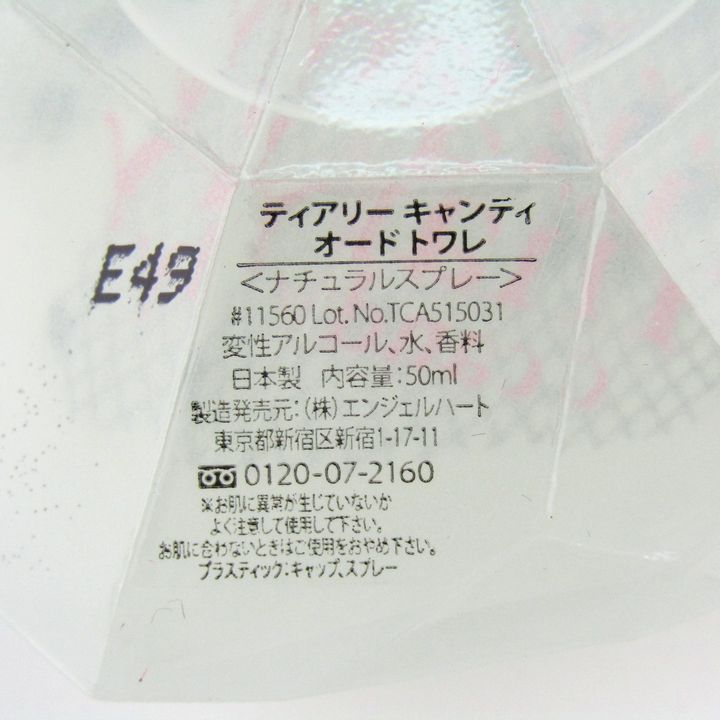 ティアリー キャンディ
オード トワレ
E49
＜ナチュラルスプレー＞
#11560 Lot. No.TCA515031
変性アルコール、水、香料
日本製 内容量:50ml
製造発売元:(株)エンジェルハート
東京都新宿区新宿1-17-11
0120-07-2160
※お肌に異常が生じていないか
よく注意して使用して下さい。
お肌に合わないときはご使用をおやめ下さい。
プラスティック:キャップ、スプレー